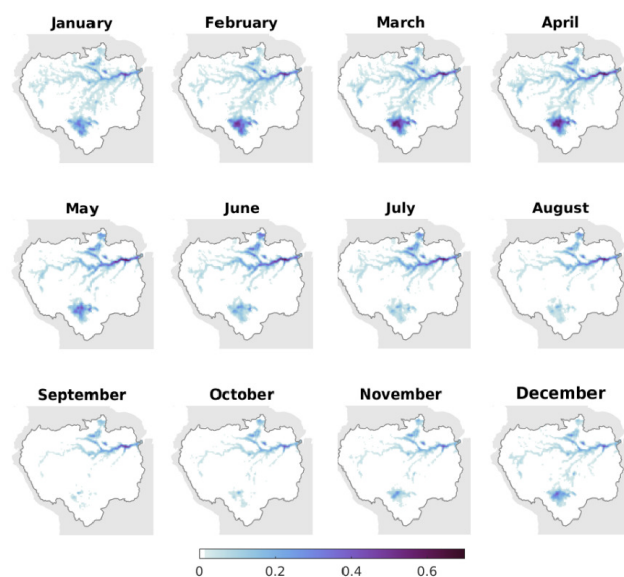 January February March April
May June July August
September October November December
0 0.2 0.4 0.6